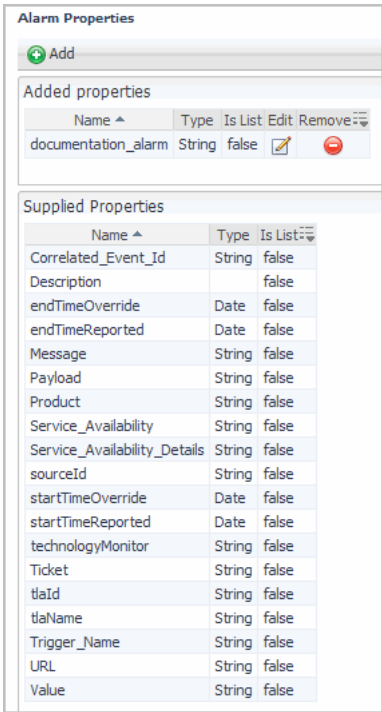 Alarm Properties
Add
Added properties
Name Type Is List Edit Remove
documentation_alarm String false
Supplied Properties
Name Type Is List
Correlated_Event_Id String false
Description false
endTimeOverride Date false
endTimeReported Date false
Message String false
Payload String false
Product String false
Service_Availability String false
Service_Availability_Details String false
sourceId String false
startTimeOverride Date false
startTimeReported Date false
technologyMonitor String false
Ticket String false
tlaId String false
tlaName String false
Trigger_Name String false
URL String false
Value String false